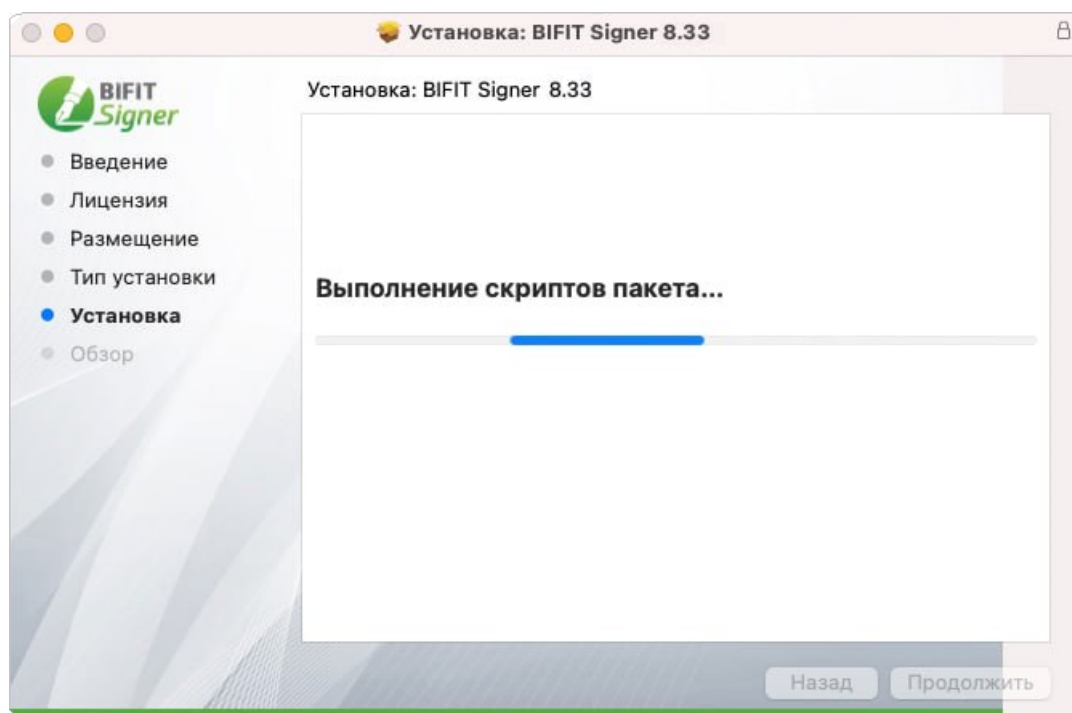 Установка: BIFIT Signer 8.33
BIFIT
Signer
Установка: BIFIT Signer 8.33
Введение
Лицензия
Размещение
Тип установки
Установка
Обзор
Выполнение скриптов пакета...
Назад
Продолжить